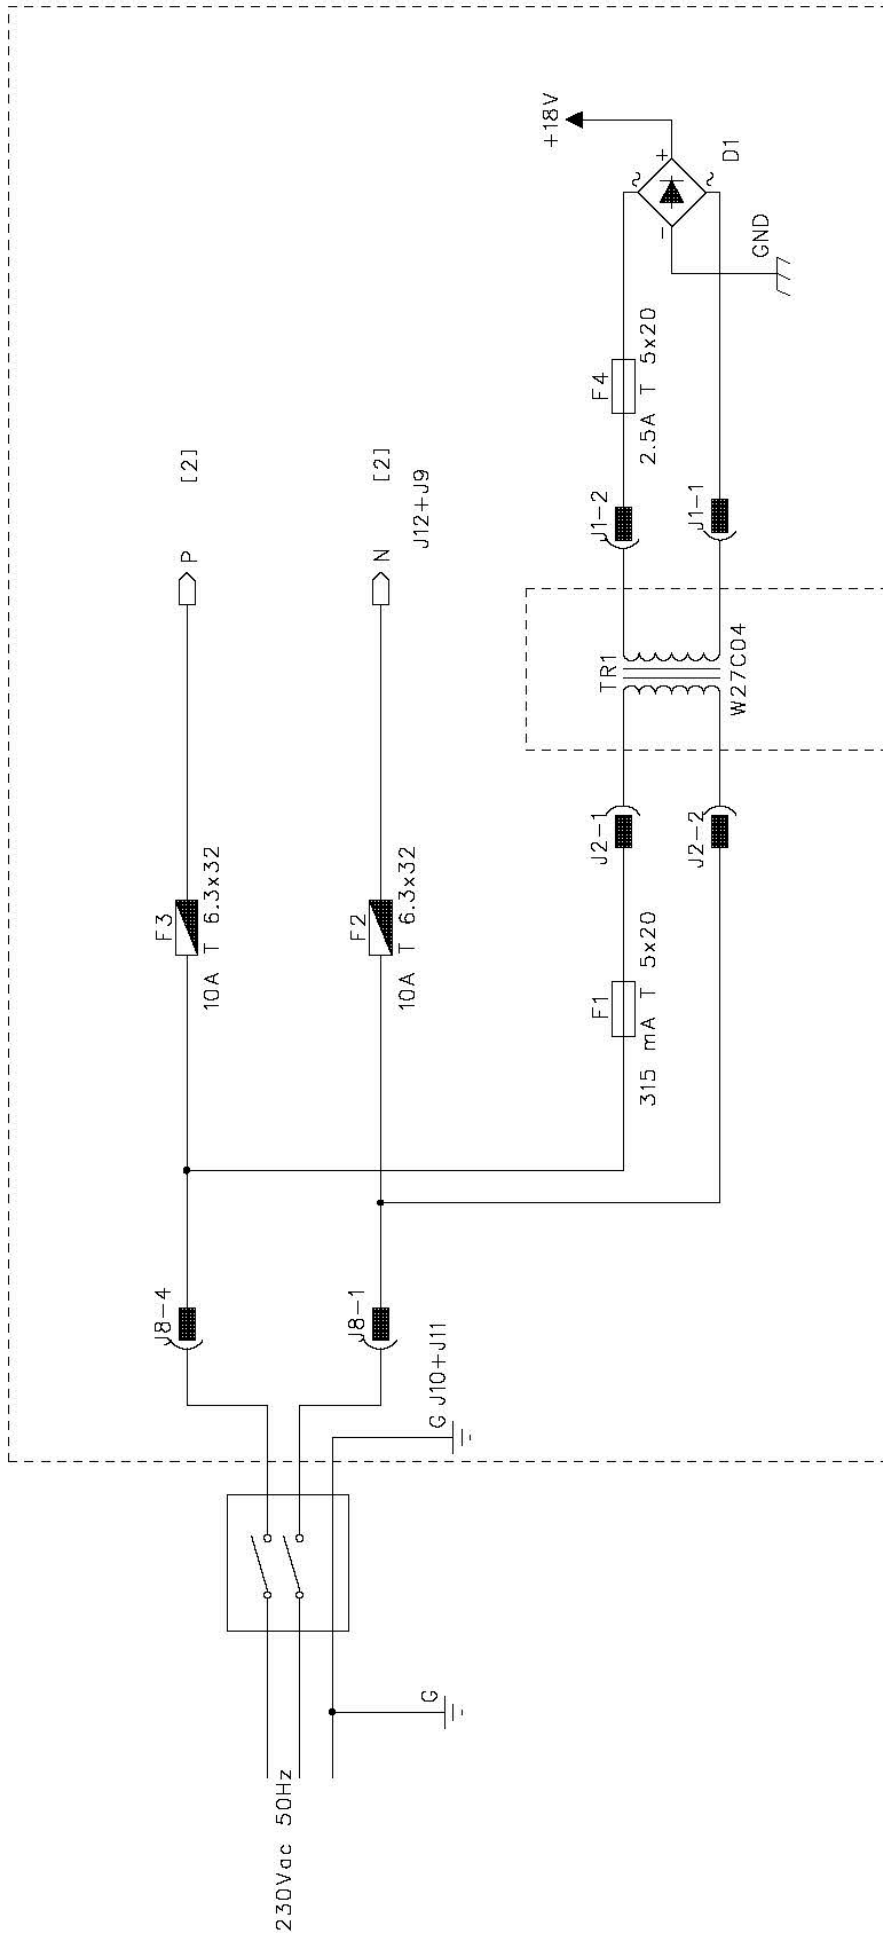 230Vac 50Hz
G
G J10+J11
J8-4
J8-1
F3
10A T 6.3x32
F2
10A T 6.3x32
P
[2]
N
[2]
J12+J9
F1
315 mA T 5x20
J2-1
J2-2
TR1
W27C04
J1-2
J1-1
F4
2.5A T 5x20
GND
+18V
+
-
~
~
D1